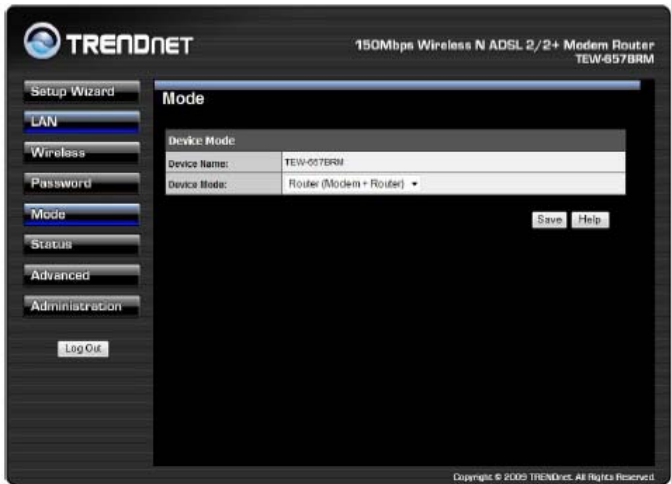 TRENDNET
150Mbps Wireless N ADSL 2/2+ Modem Router
TEW-657BRM
Setup Wizard
LAN
Wireless
Password
Mode
Status
Advanced
Administration
Log Out
Mode
Device Mode
Device Name: TEW-657BRM
Device Mode: Router (Modem + Router)
Save Help
Copyright © 2009 TRENDnet. All Rights Reserved.